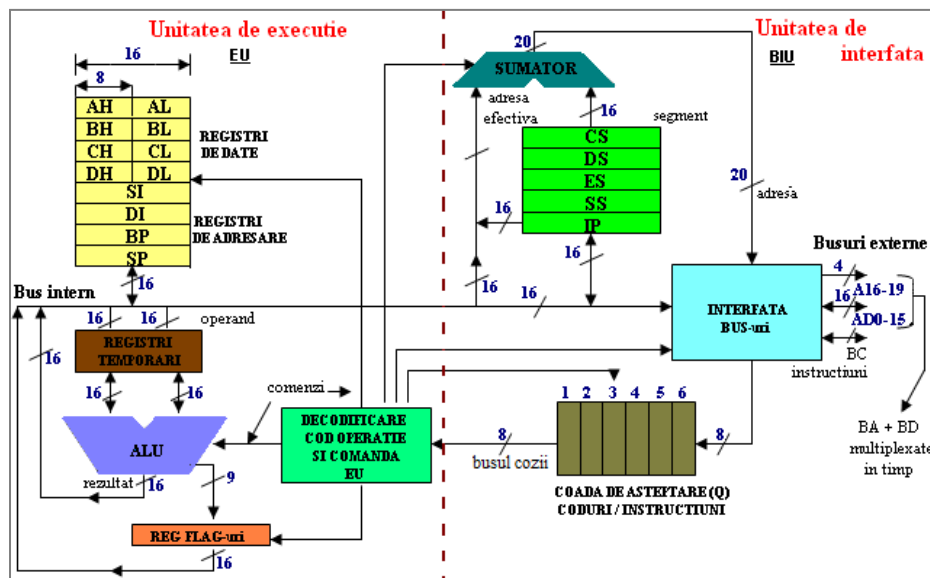 Unitatea de executie
EU
Unitatea de
interfata
BIU
16
8
AH AL
BH BL
CH CL
DH DL
SI
DI
BP
SP
REGISTRI
DE DATE
REGISTRI
DE ADRESARE
16
Bus intern
16
16
operand
REGISTRI
TEMPORARI
16
16
16
ALU
rezultat
16
9
REG FLAG-uri
16
comenzi
DECODIFICARE
COD OPERATIE
SI COMANDA
EU
20
SUMATOR
adresa
efectiva
16
segment
CS
DS
ES
SS
IP
16
16
16
16
20
adresa
INTERFATA
BUS-uri
Busuri externe
4
A16-19
16
AD0-15
BC
instructiuni
BA + BD
multiplexate
in timp
1 2 3 4 5 6
8
busul cozii
8
COADA DE ASTEPTARE (Q)
CODURI / INSTRUCTIUNI